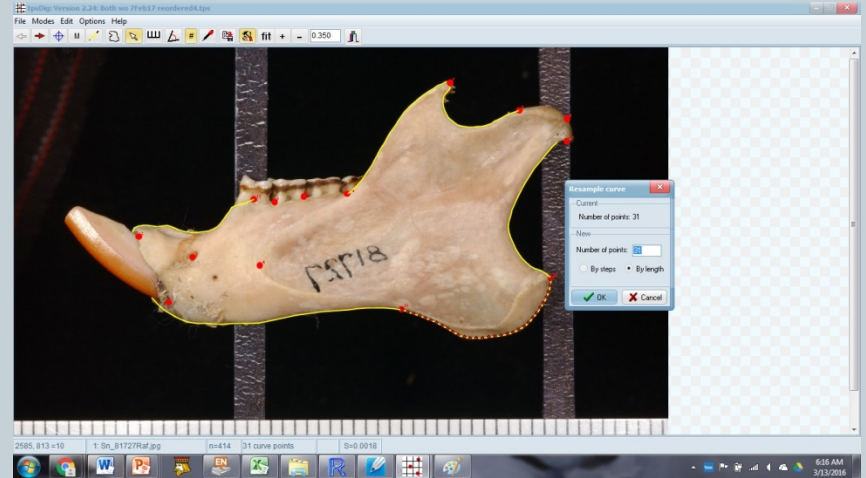 TpsDig: Version 2.24: Both wo 7Feb17 reordered4.tps
File Modes Edit Options Help
M # fit + - 0.350
Resample curve
Current
Number of points: 31
New
Number of points:
By steps By length
OK Cancel
81727
2585, 813 =10 1: Sn_81727Raf.jpg n=414 31 curve points S=0.0018
W P EN R
6:16 AM
3/13/2016